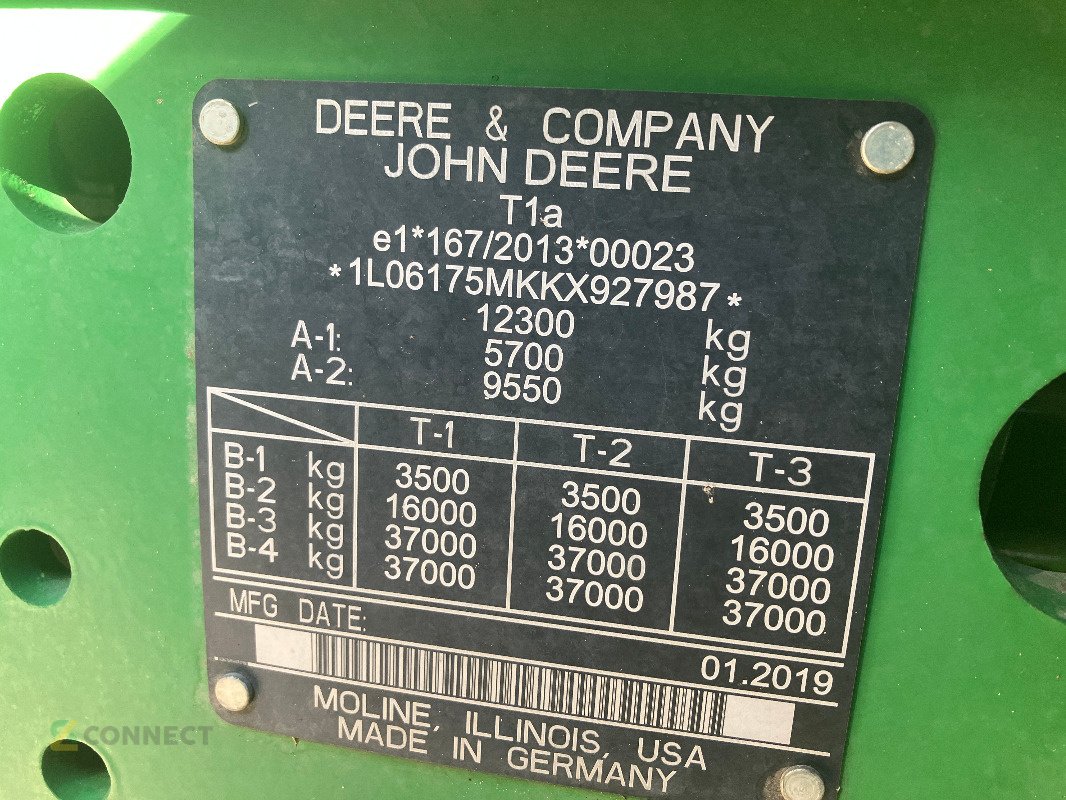 DEERE & COMPANY
JOHN DEERE
T1a
e1*167/2013*00023
*1L06175MKKX927987*
12300 kg
A-1: 5700 kg
A-2: 9550 kg
T-1 T-2 T-3
B-1 kg 3500 3500 3500
B-2 kg 16000 16000 16000
B-3 kg 37000 37000 37000
B-4 kg 37000 37000 37000
MFG DATE: 01.2019
MOLINE, ILLINOIS, USA
MADE IN GERMANY
CONNECT